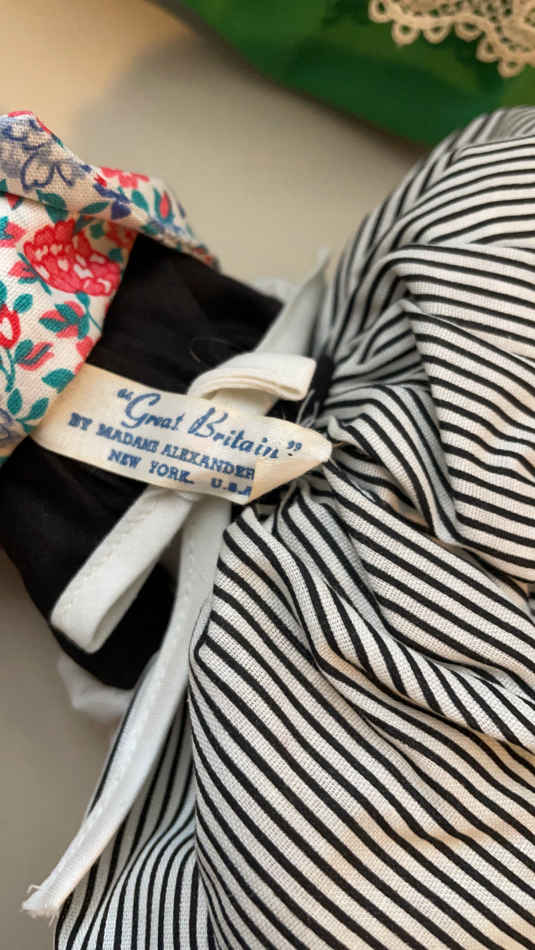 "Great Britain"
BY MADAME ALEXANDER
NEW YORK. U.S.A